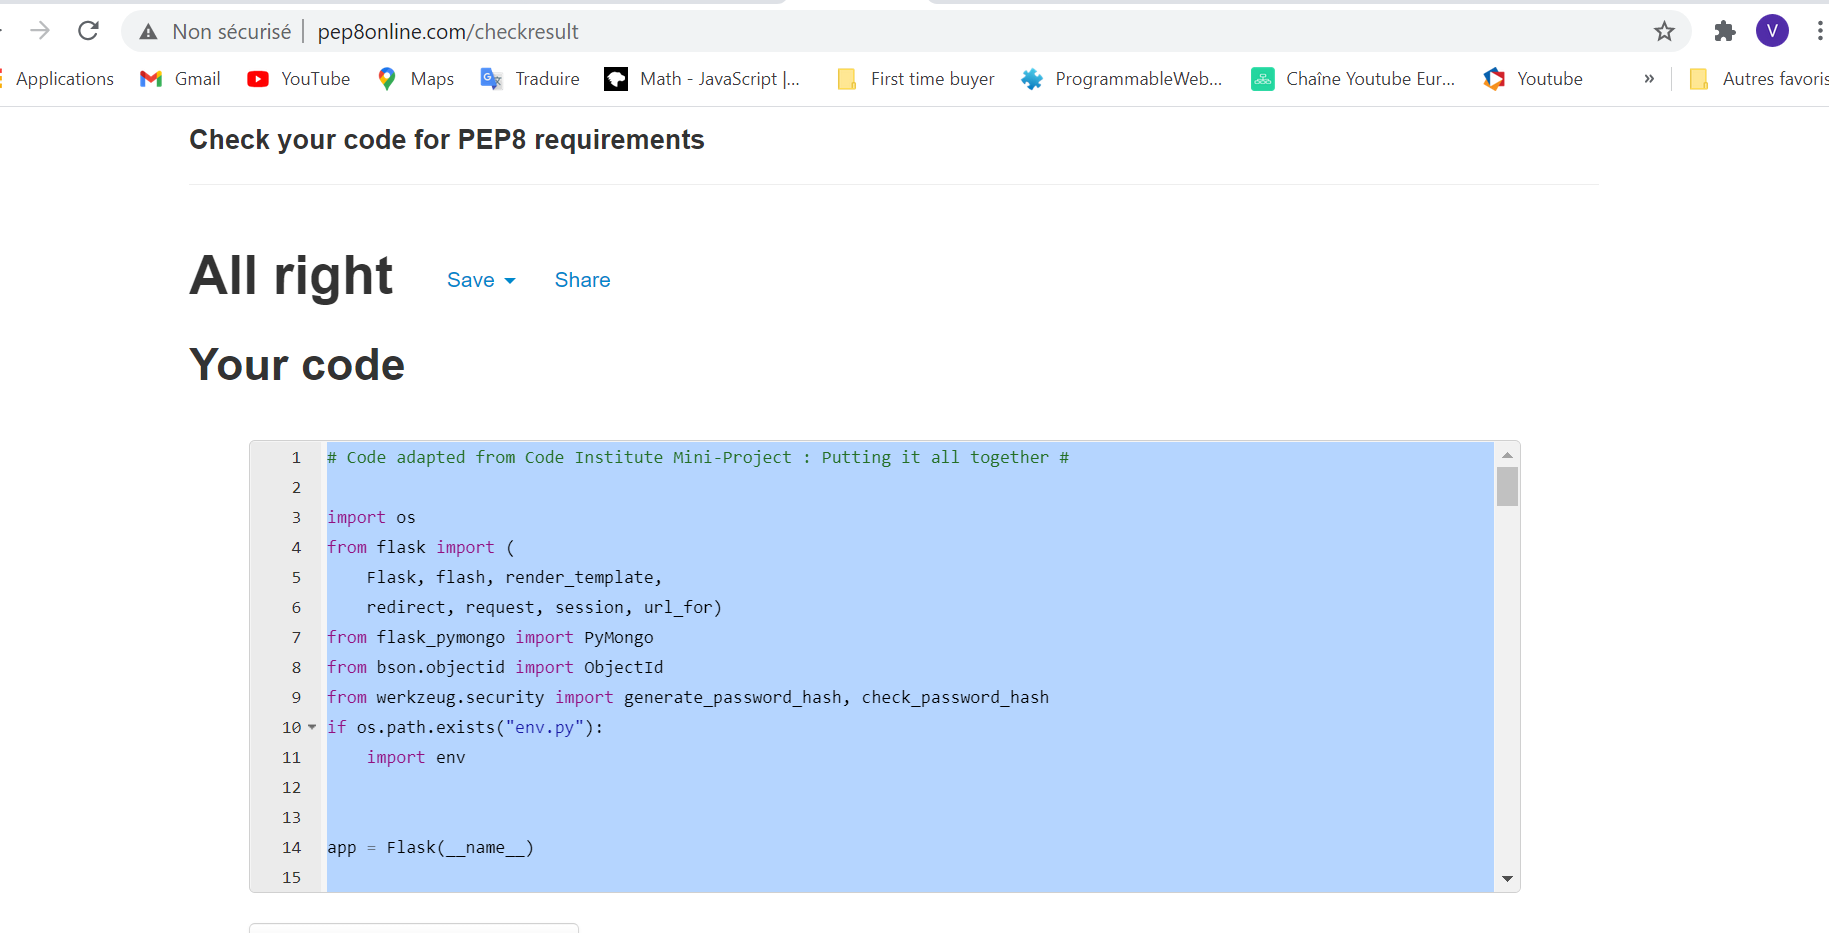 Non sécurisé | pep8online.com/checkresult
V
Applications Gmail YouTube Maps Traduire Math - JavaScript |... First time buyer ProgrammableWeb... Chaîne Youtube Eur... Youtube » Autres favoris
Check your code for PEP8 requirements
All right Save Share
Your code
1 # Code adapted from Code Institute Mini-Project : Putting it all together #
2
3 import os
4 from flask import (
5 Flask, flash, render_template,
6 redirect, request, session, url_for)
7 from flask_pymongo import PyMongo
8 from bson.objectid import ObjectId
9 from werkzeug.security import generate_password_hash, check_password_hash
10 if os.path.exists("env.py"):
11 import env
12
13
14 app = Flask(__name__)
15